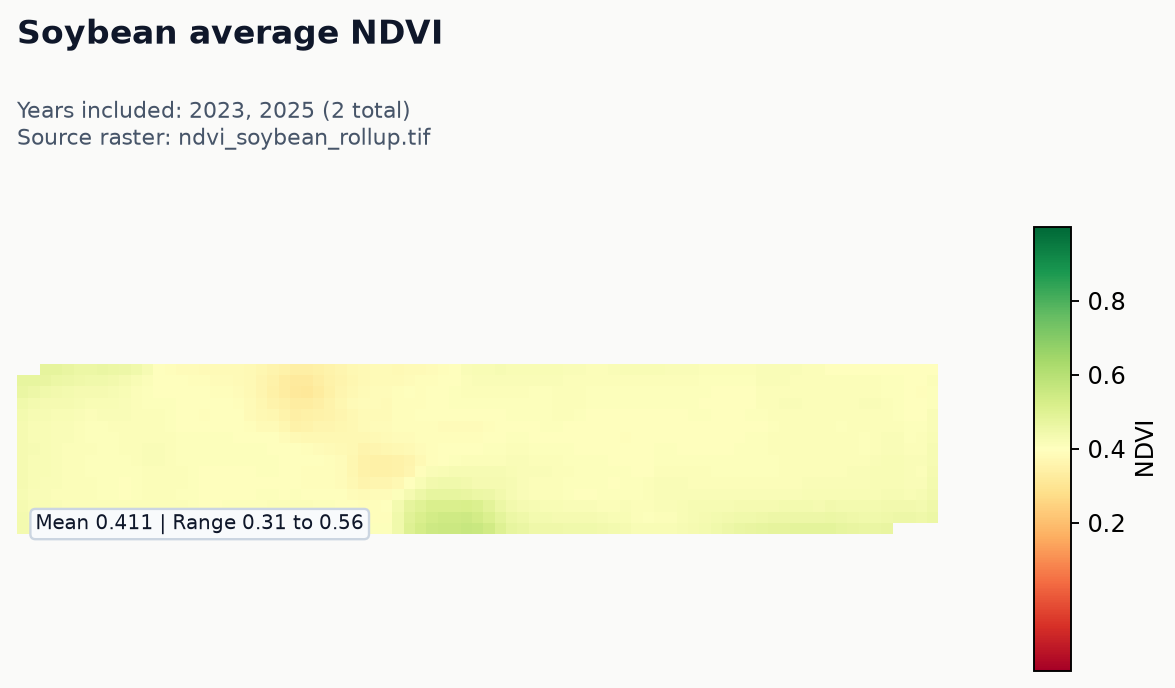 Soybean average NDVI
Years included: 2023, 2025 (2 total)
Source raster: ndvi_soybean_rollup.tif
0.8
0.6
0.4
0.2
NDVI
Mean 0.411 | Range 0.31 to 0.56